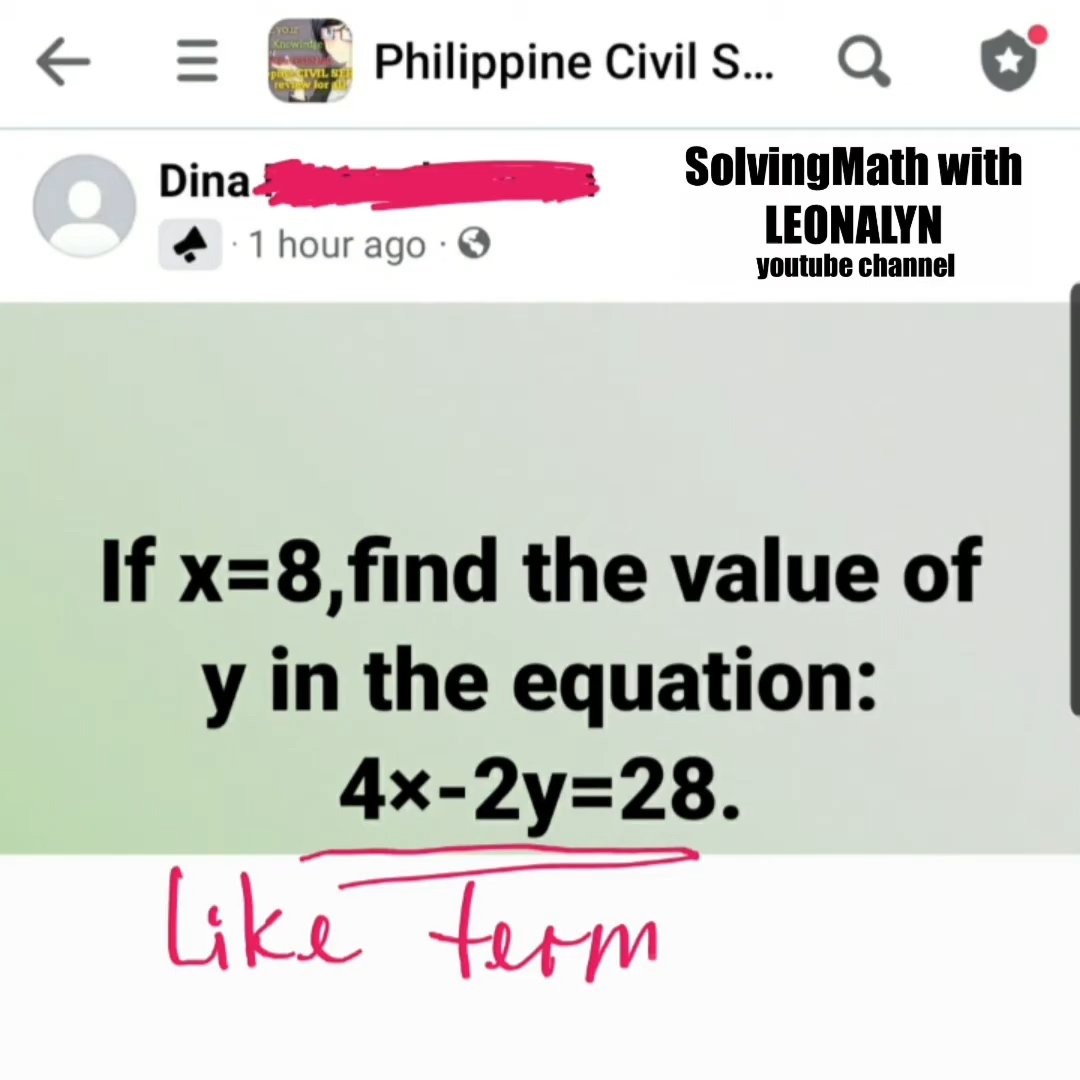 Philippine Civil S...
Dina
· 1 hour ago ·
SolvingMath with
LEONALYN
youtube channel
If x=8,find the value of
y in the equation:
4×-2y=28.
Like term